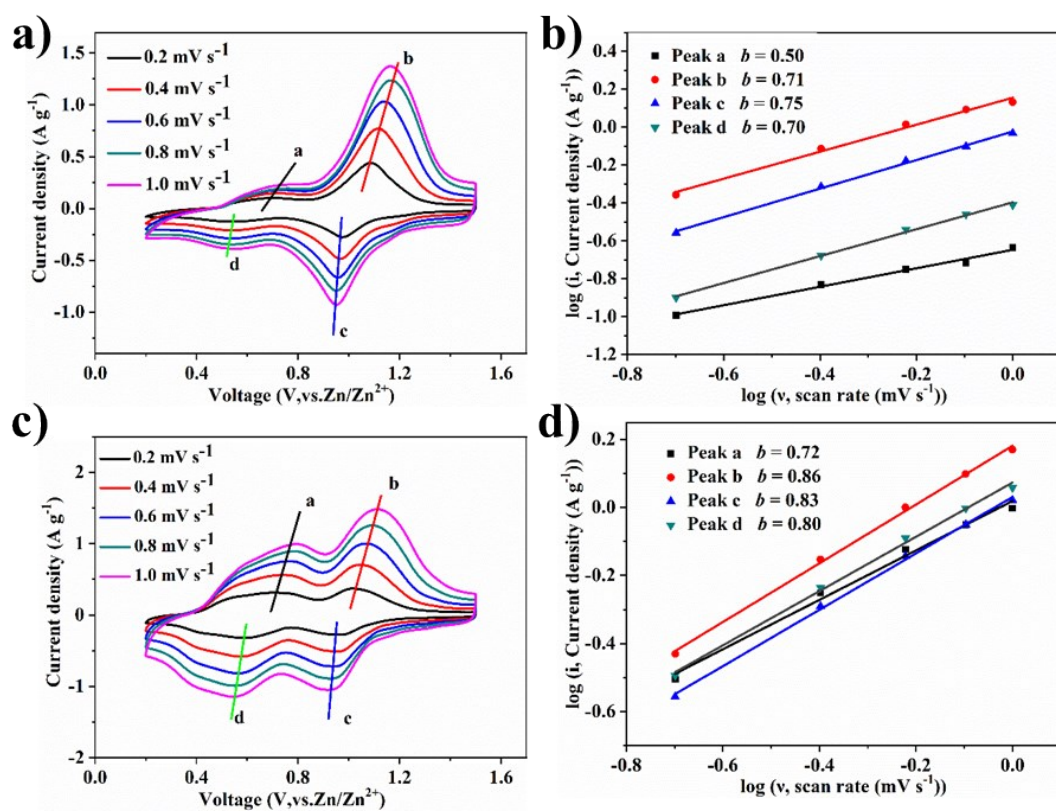 a)
0.2 mV s⁻¹
0.4 mV s⁻¹
0.6 mV s⁻¹
0.8 mV s⁻¹
1.0 mV s⁻¹
a
b
c
d
1.5
1.0
0.5
0.0
-0.5
-1.0
Current density (A g⁻¹)
0.0 0.4 0.8 1.2 1.6
Voltage (V,vs.Zn/Zn²⁺)
b)
Peak a b = 0.50
Peak b b = 0.71
Peak c b = 0.75
Peak d b = 0.70
0.4
0.2
0.0
-0.2
-0.4
-0.6
-0.8
-1.0
-1.2
log (i, Current density (A g⁻¹))
-0.8 -0.6 -0.4 -0.2 0.0
log (ν, scan rate (mV s⁻¹))
c)
0.2 mV s⁻¹
0.4 mV s⁻¹
0.6 mV s⁻¹
0.8 mV s⁻¹
1.0 mV s⁻¹
a
b
c
d
2
1
0
-1
-2
Current density (A g⁻¹)
0.0 0.4 0.8 1.2 1.6
Voltage (V,vs.Zn/Zn²⁺)
d)
Peak a b = 0.72
Peak b b = 0.86
Peak c b = 0.83
Peak d b = 0.80
0.2
0.0
-0.2
-0.4
-0.6
log (i, Current density (A g⁻¹))
-0.8 -0.6 -0.4 -0.2 0.0
log (ν, scan rate (mV s⁻¹))